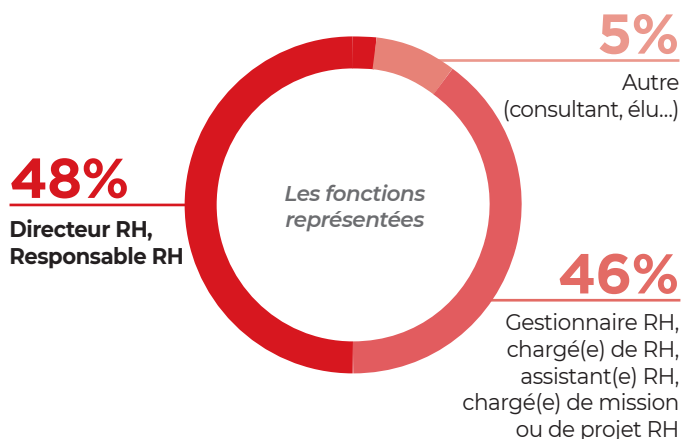 5%
Autre
(consultant, élu...)
48%
Directeur RH,
Responsable RH
Les fonctions
représentées
46%
Gestionnaire RH,
chargé(e) de RH,
assistant(e) RH,
chargé(e) de mission
ou de projet RH